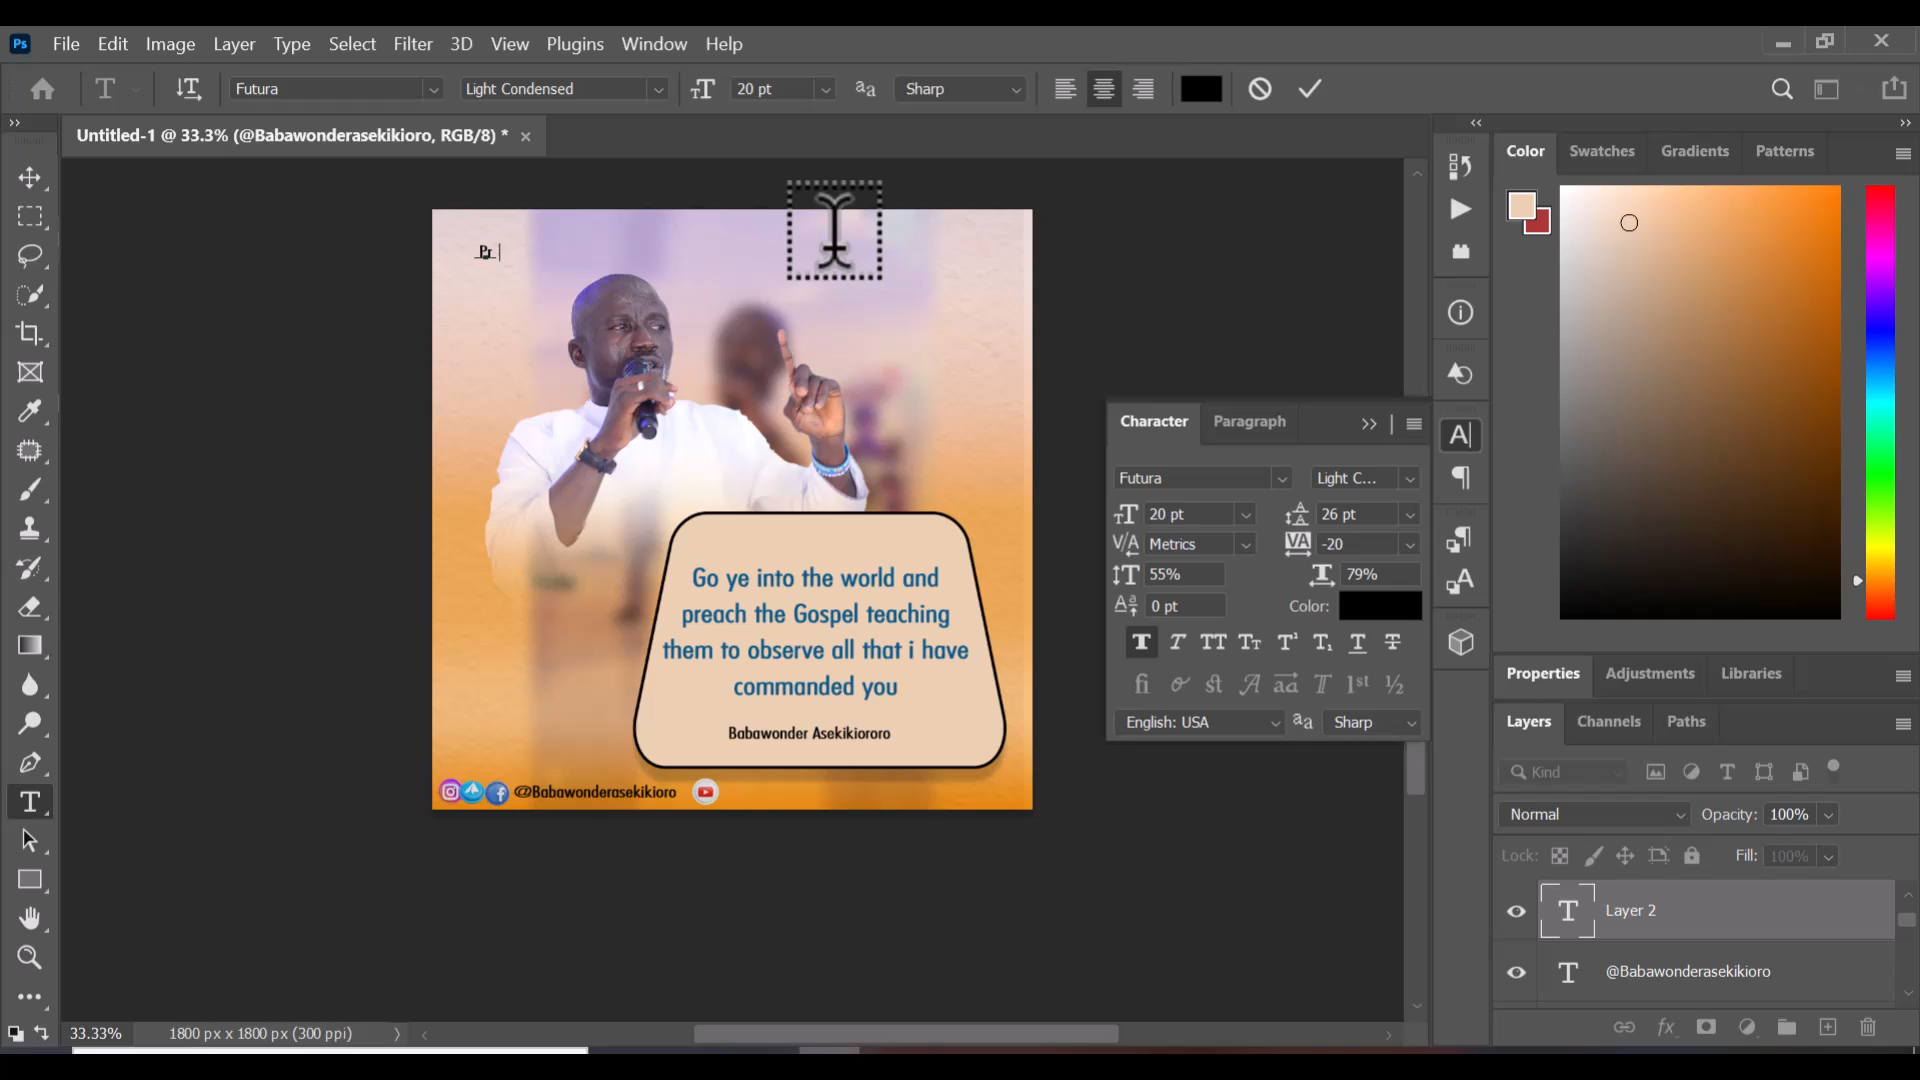 Ps File Edit Image Layer Type Select Filter 3D View Plugins Window Help
T Futura Light Condensed 20 pt Sharp
Untitled-1 @ 33.3% (@Babawonderasekikioro, RGB/8) * ×
Color Swatches Gradients Patterns
Pr
Go ye into the world and
preach the Gospel teaching
them to observe all that i have
commanded you
Babawonder Asekikiororo
@Babawonderasekikioro
Character Paragraph
Futura Light C...
20 pt 26 pt
Metrics -20
55% 79%
0 pt Color:
English: USA Sharp
Properties Adjustments Libraries
Layers Channels Paths
Kind
Normal Opacity: 100%
Lock: Fill: 100%
Layer 2
@Babawonderasekikioro
33.33% 1800 px x 1800 px (300 ppi)